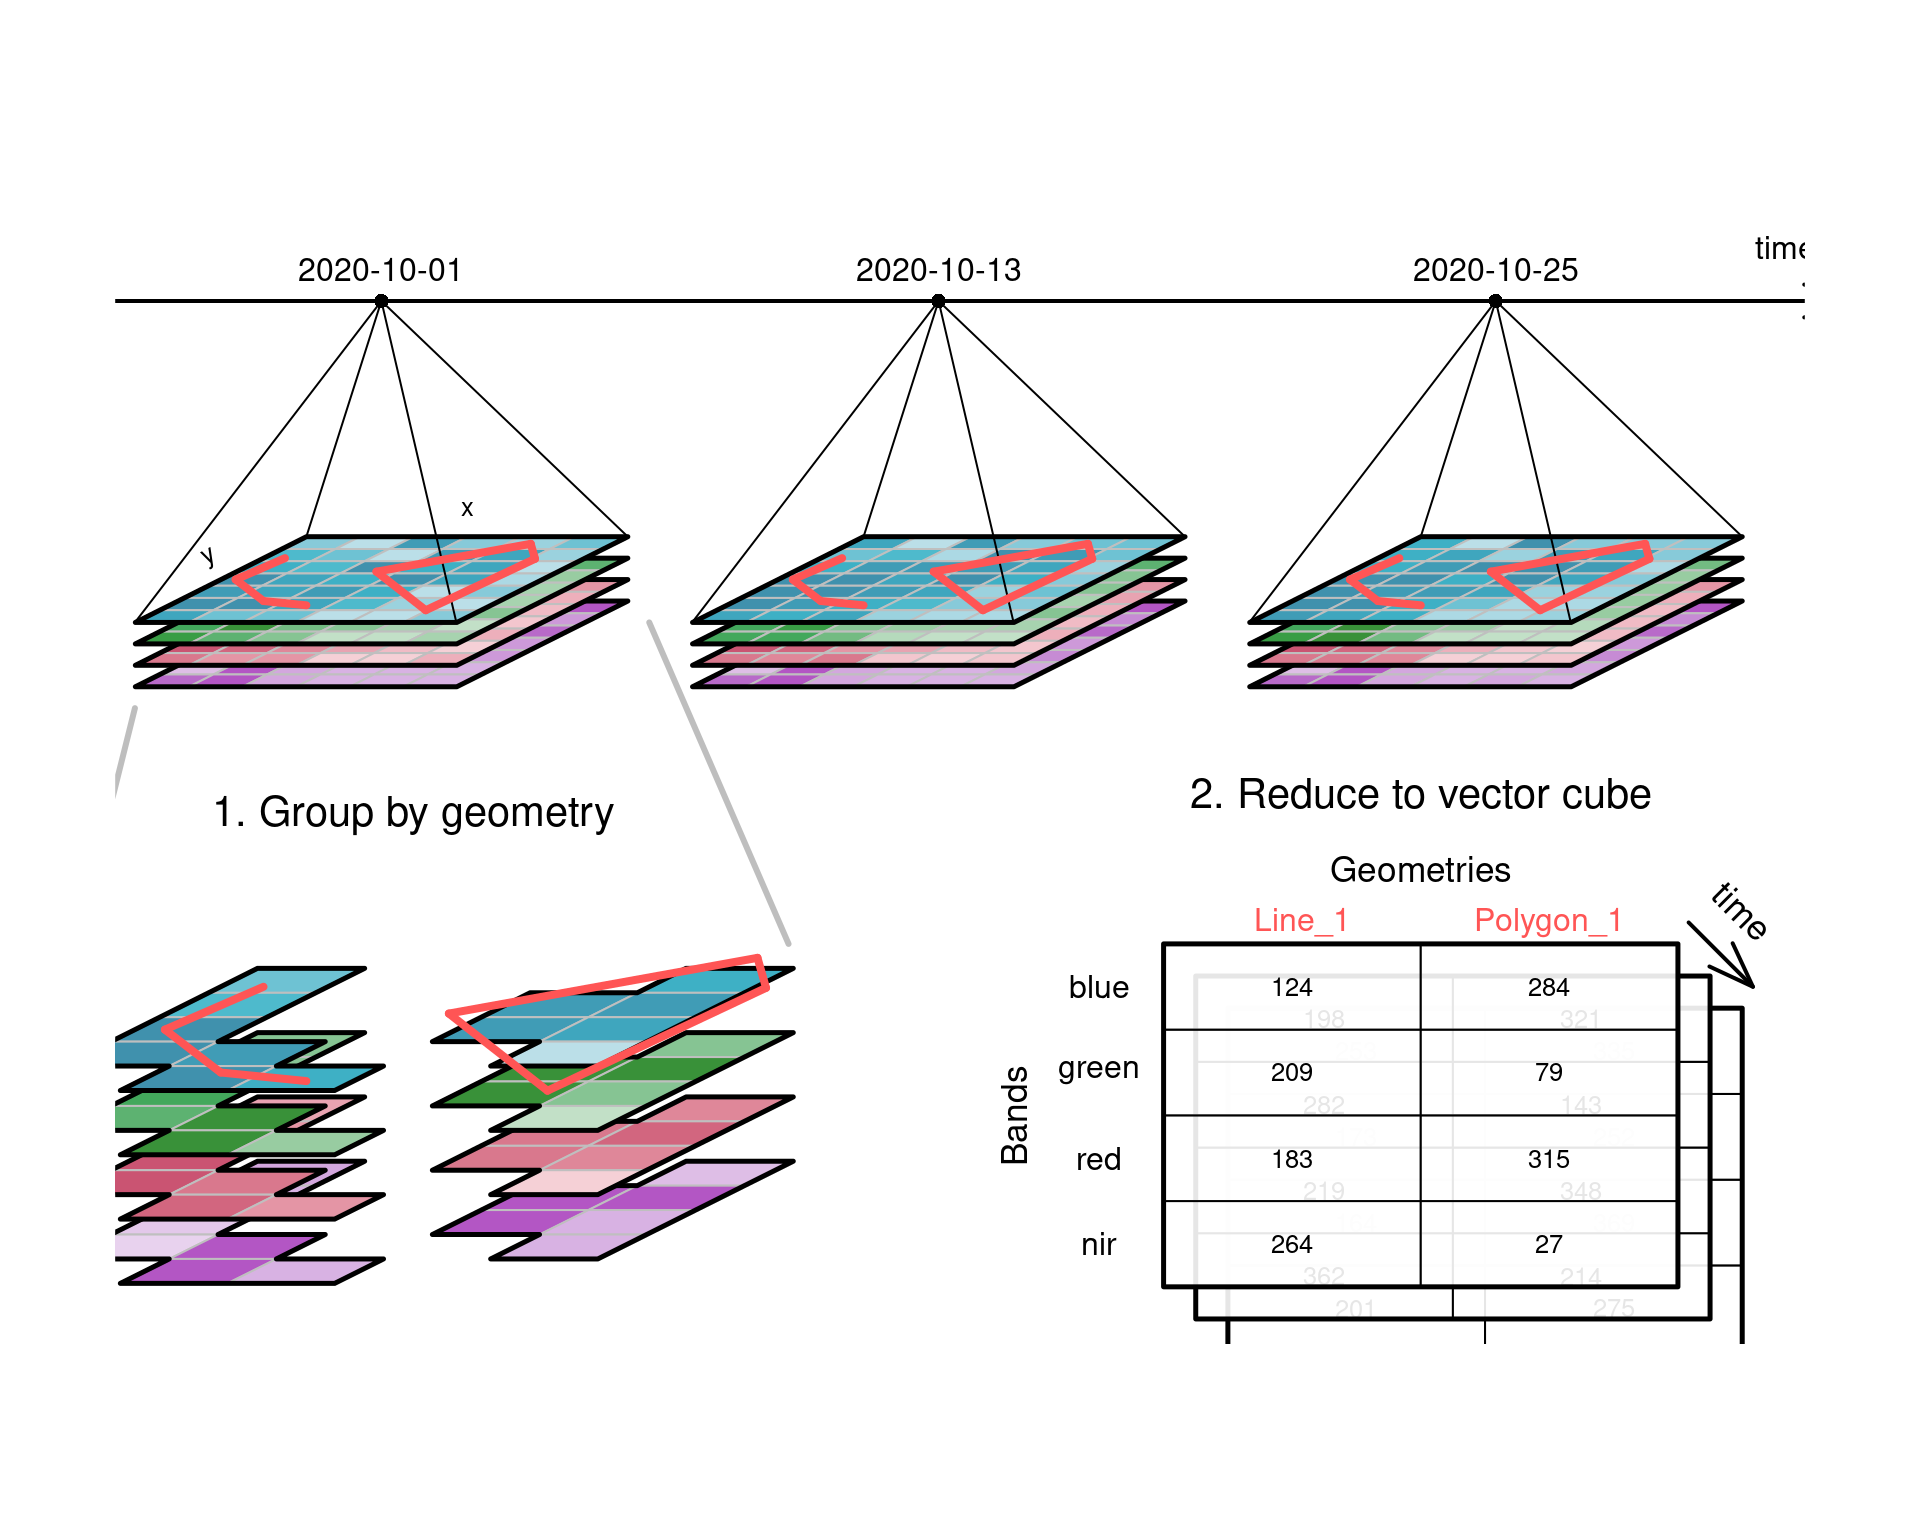 time
2020-10-01
2020-10-13
2020-10-25
x
y
1. Group by geometry
2. Reduce to vector cube
Geometries
time
Line_1
Polygon_1
Bands
blue
124
284
198
321
green
209
79
282
143
red
183
315
219
348
nir
264
27
362
214
201
275